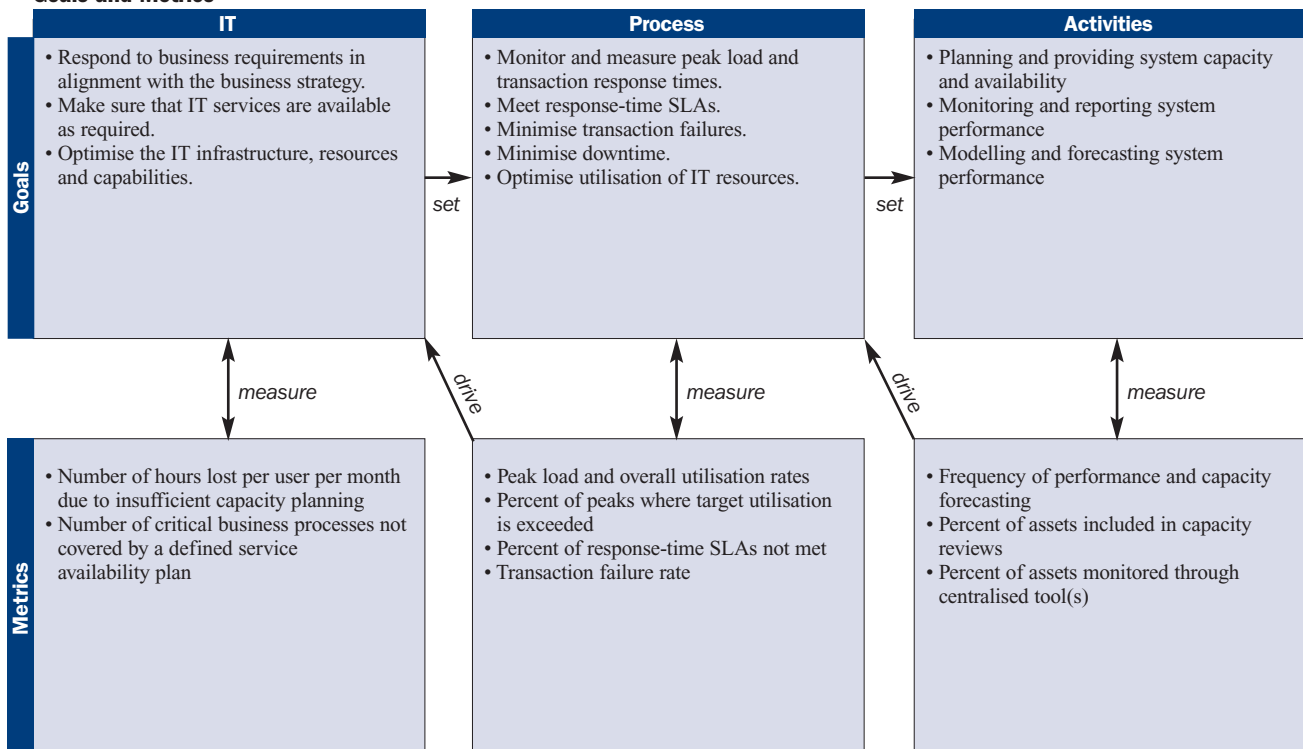 Goals and Metrics
IT
Process
Activities
Goals
• Respond to business requirements in
alignment with the business strategy.
• Make sure that IT services are available
as required.
• Optimise the IT infrastructure, resources
and capabilities.
set
• Monitor and measure peak load and
transaction response times.
• Meet response-time SLAs.
• Minimise transaction failures.
• Minimise downtime.
• Optimise utilisation of IT resources.
set
• Planning and providing system capacity
and availability
• Monitoring and reporting system
performance
• Modelling and forecasting system
performance
measure
drive
measure
drive
measure
Metrics
• Number of hours lost per user per month
due to insufficient capacity planning
• Number of critical business processes not
covered by a defined service
availability plan
• Peak load and overall utilisation rates
• Percent of peaks where target utilisation
is exceeded
• Percent of response-time SLAs not met
• Transaction failure rate
• Frequency of performance and capacity
forecasting
• Percent of assets included in capacity
reviews
• Percent of assets monitored through
centralised tool(s)